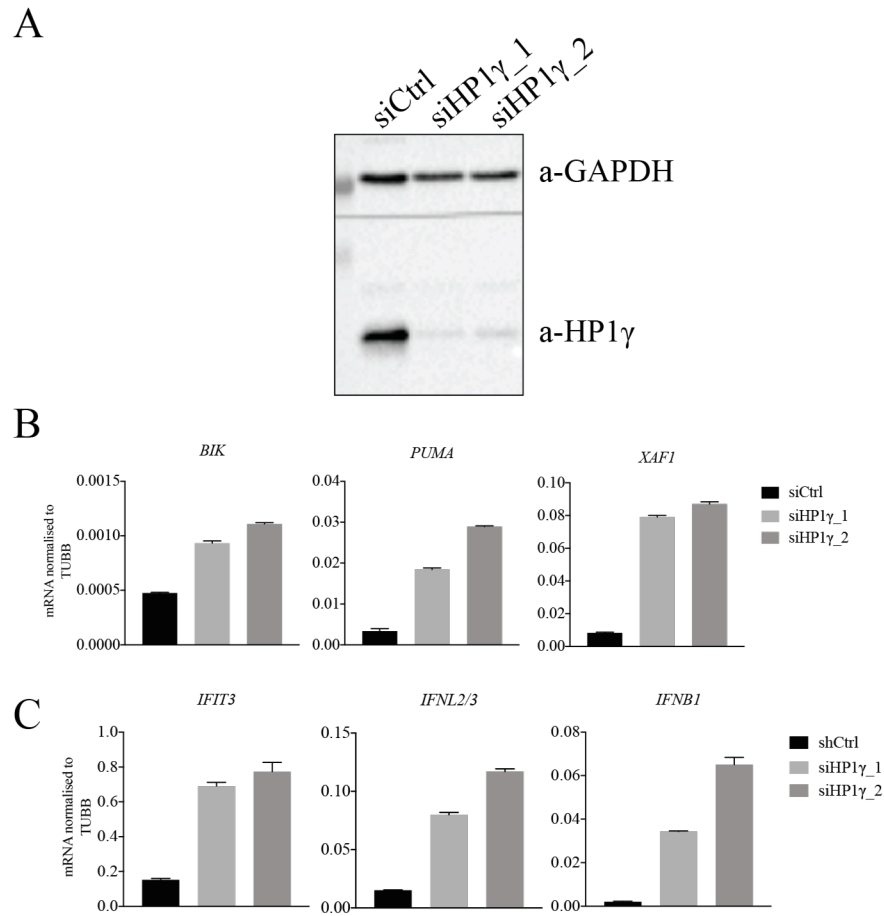 A
siCtrl
siHP1γ_1
siHP1γ_2
a-GAPDH
a-HP1γ
B
BIK
PUMA
XAF1
mRNA normalised to
TUBB
0.0015
0.0010
0.0005
0.0000
0.04
0.03
0.02
0.01
0.00
0.10
0.08
0.06
0.04
0.02
0.00
siCtrl
siHP1γ_1
siHP1γ_2
C
IFIT3
IFNL2/3
IFNB1
mRNA normalised to
TUBB
1.0
0.8
0.6
0.4
0.2
0.0
0.15
0.10
0.05
0.00
0.08
0.06
0.04
0.02
0.00
shCtrl
siHP1γ_1
siHP1γ_2